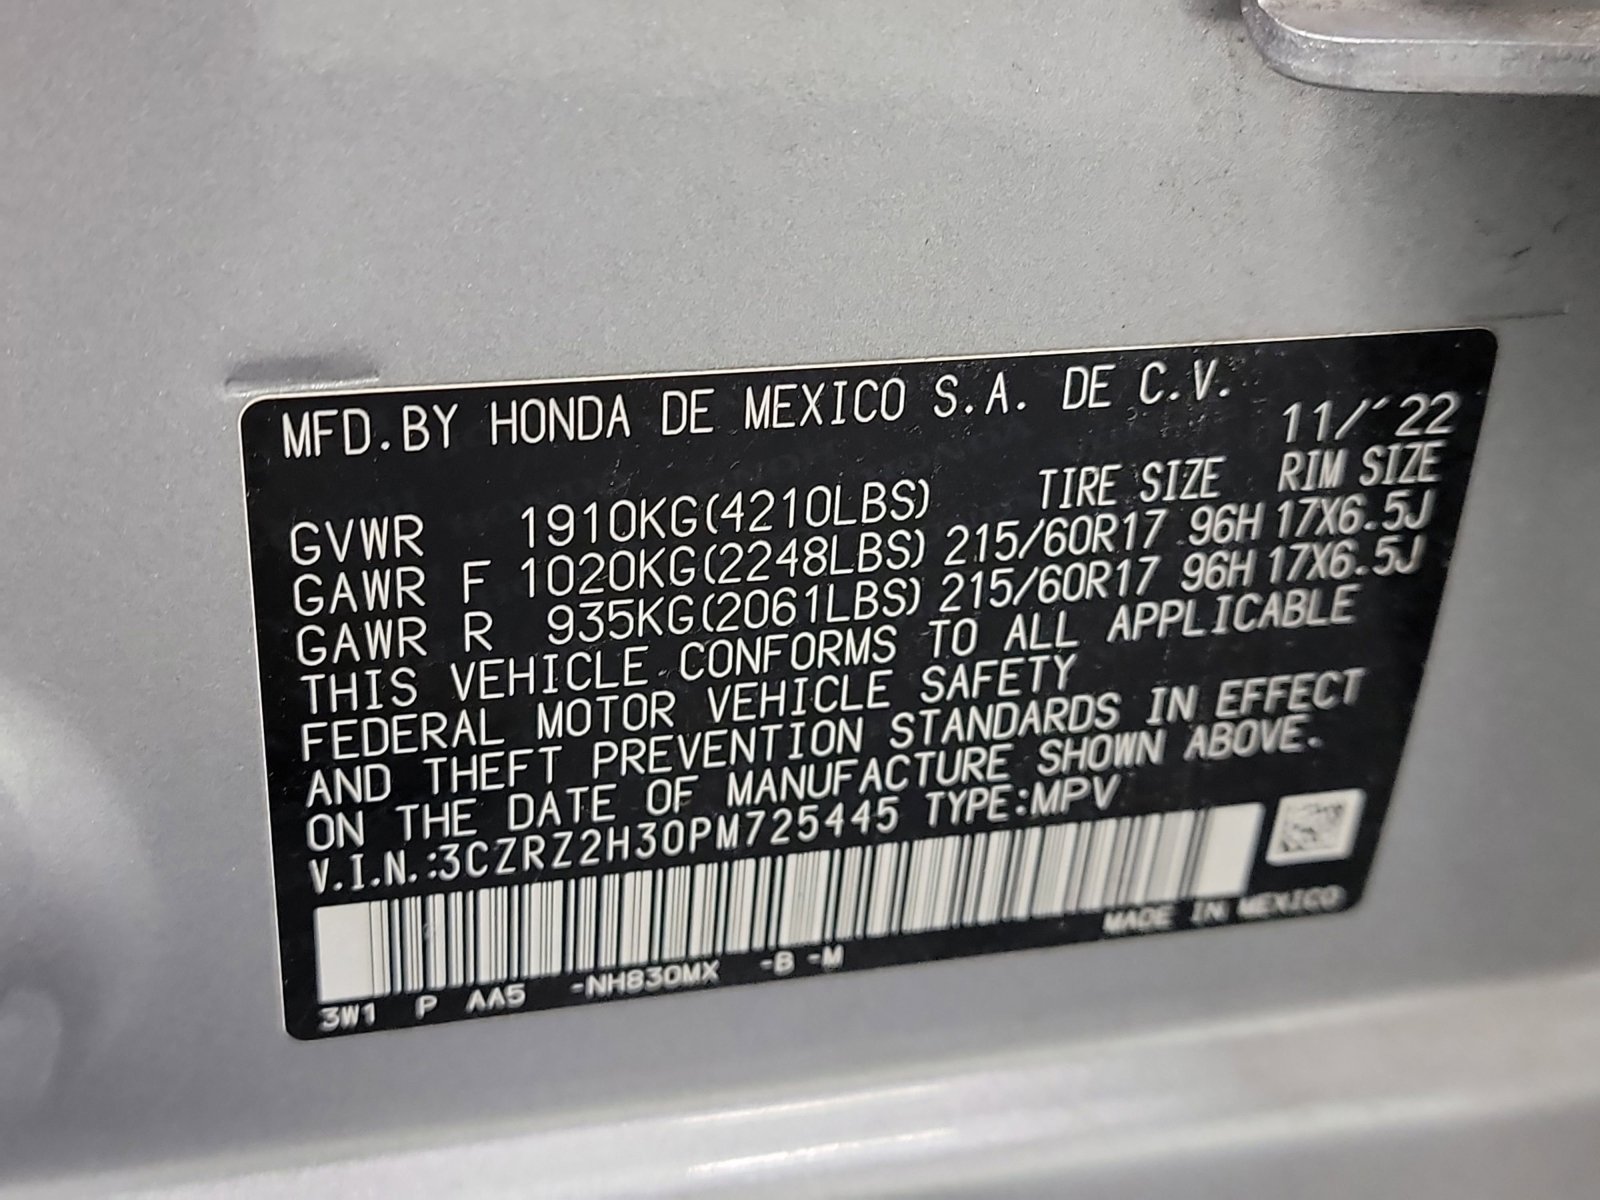 MFD.BY HONDA DE MEXICO S.A. DE C.V.
11/'22
TIRE SIZE RIM SIZE
GVWR 1910KG(4210LBS)
GAWR F 1020KG(2248LBS) 215/60R17 96H 17X6.5J
GAWR R 935KG(2061LBS) 215/60R17 96H 17X6.5J
THIS VEHICLE CONFORMS TO ALL APPLICABLE
FEDERAL MOTOR VEHICLE SAFETY
AND THEFT PREVENTION STANDARDS IN EFFECT
ON THE DATE OF MANUFACTURE SHOWN ABOVE.
V.I.N.:3CZRZ2H30PM725445 TYPE:MPV
MADE IN MEXICO
3W1 P AA5 -NH830MX -B -M